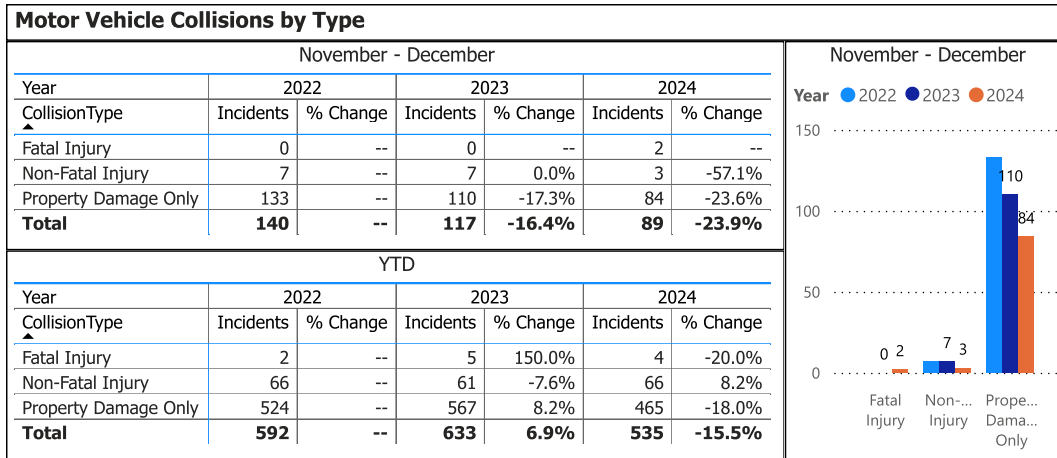 Motor Vehicle Collisions by Type
November - December
Year 2022 2023 2024
CollisionType Incidents % Change Incidents % Change Incidents % Change
Fatal Injury 0 -- 0 -- 2 --
Non-Fatal Injury 7 -- 7 0.0% 3 -57.1%
Property Damage Only 133 -- 110 -17.3% 84 -23.6%
Total 140 -- 117 -16.4% 89 -23.9%
YTD
Year 2022 2023 2024
CollisionType Incidents % Change Incidents % Change Incidents % Change
Fatal Injury 2 -- 5 150.0% 4 -20.0%
Non-Fatal Injury 66 -- 61 -7.6% 66 8.2%
Property Damage Only 524 -- 567 8.2% 465 -18.0%
Total 592 -- 633 6.9% 535 -15.5%
November - December
Year 2022 2023 2024
150
110
100
84
50
0 2 7 3
0
Fatal Non-... Prope...
Injury Injury Dama...
Only